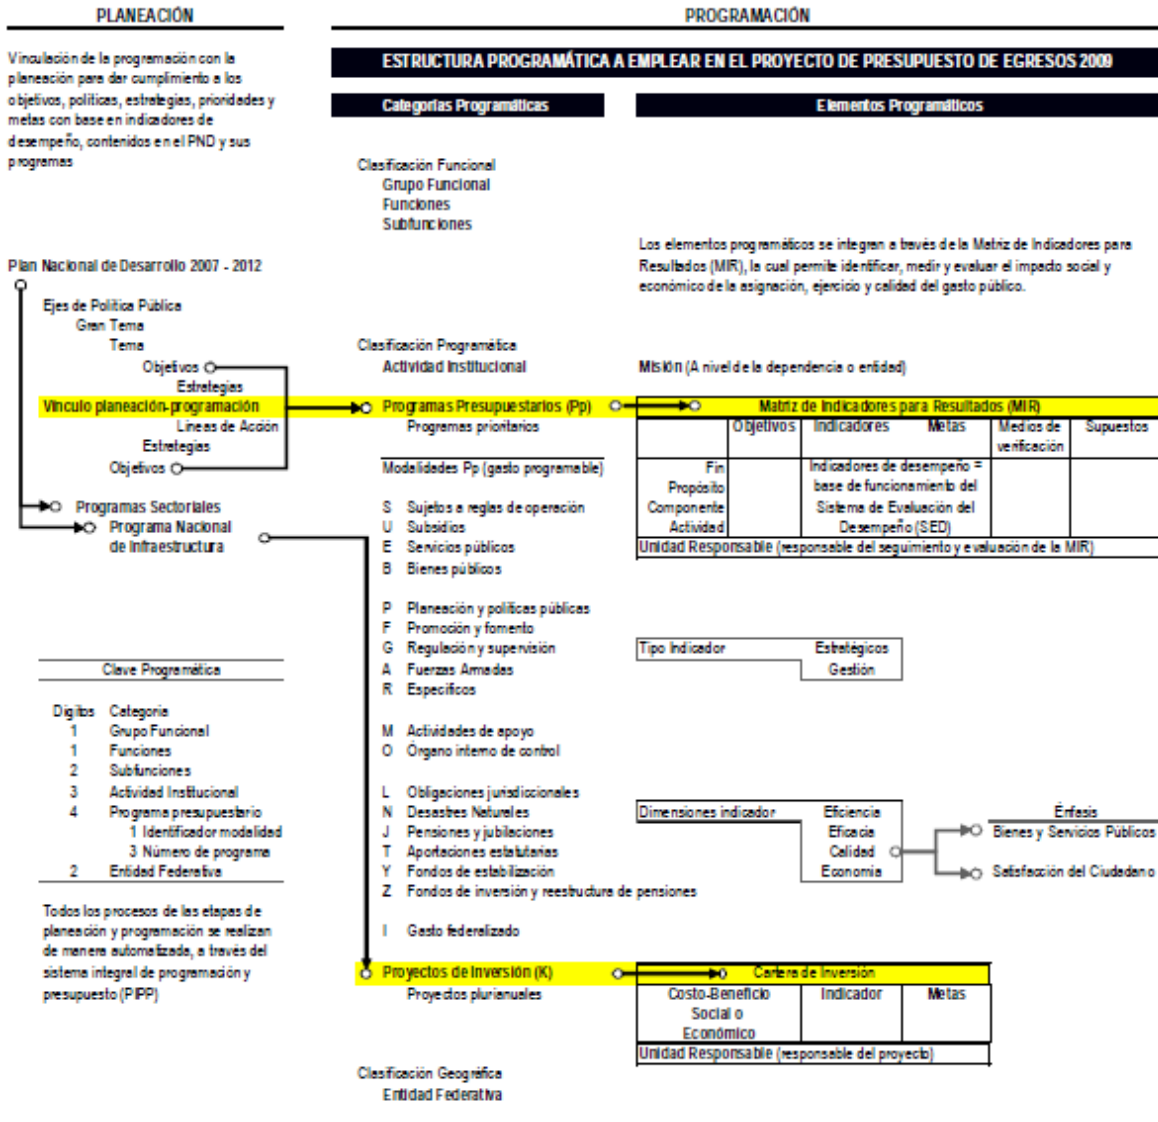 PLANEACIÓN
Vinculación de la programación con la
planeación para dar cumplimiento a los
objetivos, políticas, estrategias, prioridades y
metas con base en indicadores de
desempeño, contenidos en el PND y sus
programas
Plan Nacional de Desarrollo 2007 - 2012
Ejes de Política Pública
Gran Tema
Tema
Objetivos
Estrategias
Vínculo planeación-programación
Líneas de Acción
Estrategias
Objetivos
Programas Sectoriales
Programa Nacional
de Infraestructura
Clave Programática
Dígitos Categoría
1 Grupo Funcional
1 Funciones
2 Subfunciones
3 Actividad Institucional
4 Programa presupuestario
1 Identificador modalidad
3 Número de programa
2 Entidad Federativa
Todos los procesos de las etapas de
planeación y programación se realizan
de manera automatizada, a través del
sistema integral de programación y
presupuesto (PIPP)
PROGRAMACIÓN
ESTRUCTURA PROGRAMÁTICA A EMPLEAR EN EL PROYECTO DE PRESUPUESTO DE EGRESOS 2009
Categorías Programáticas
Clasificación Funcional
Grupo Funcional
Funciones
Subfunciones
Clasificación Programática
Actividad Institucional
Programas Presupuestarios (Pp)
Programas prioritarios
Modalidades Pp (gasto programable)
S Sujetos a reglas de operación
U Subsidios
E Servicios públicos
B Bienes públicos
P Planeación y políticas públicas
F Promoción y fomento
G Regulación y supervisión
A Fuerzas Armadas
R Específicos
M Actividades de apoyo
O Órgano interno de control
L Obligaciones jurisdiccionales
N Desastres Naturales
J Pensiones y jubilaciones
T Aportaciones estatutarias
Y Fondos de estabilización
Z Fondos de inversión y reestructura de pensiones
I Gasto federalizado
Proyectos de Inversión (K)
Proyectos plurianuales
Clasificación Geográfica
Entidad Federativa
Elementos Programáticos
Los elementos programáticos se integran a través de la Matriz de Indicadores para
Resultados (MIR), la cual permite identificar, medir y evaluar el impacto social y
económico de la asignación, ejercicio y calidad del gasto público.
Misión (A nivel de la dependencia o entidad)
Matriz de Indicadores para Resultados (MIR)
Objetivos Indicadores Metas Medios de Supuestos
verificación
Fin Indicadores de desempeño =
Propósito base de funcionamiento del
Componente Sistema de Evaluación del
Actividad Desempeño (SED)
Unidad Responsable (responsable del seguimiento y evaluación de la MIR)
Tipo Indicador Estratégicos
Gestión
Dimensiones indicador Eficiencia
Eficacia
Calidad
Economía
Énfasis
Bienes y Servicios Públicos
Satisfacción del Ciudadano
Cartera de Inversión
Costo-Beneficio Indicador Metas
Social o
Económico
Unidad Responsable (responsable del proyecto)